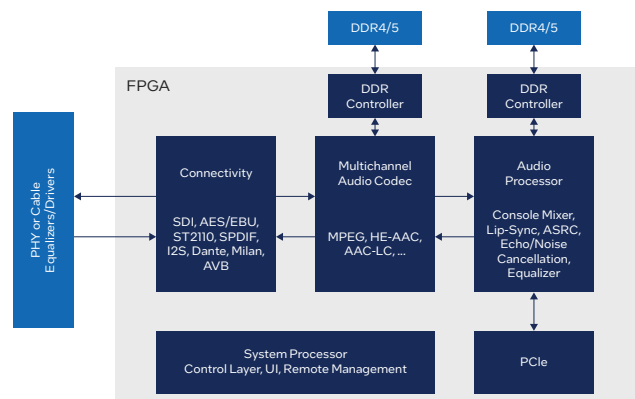 DDR4/5
DDR4/5
FPGA
DDR
Controller
DDR
Controller
PHY or Cable
Equalizers/Drivers
Connectivity
SDI, AES/EBU,
ST2110, SPDIF,
I2S, Dante, Milan,
AVB
Multichannel
Audio Codec
MPEG, HE-AAC,
AAC-LC, ...
Audio
Processor
Console Mixer,
Lip-Sync, ASRC,
Echo/Noise
Cancellation,
Equalizer
System Processor
Control Layer, UI, Remote Management
PCIe